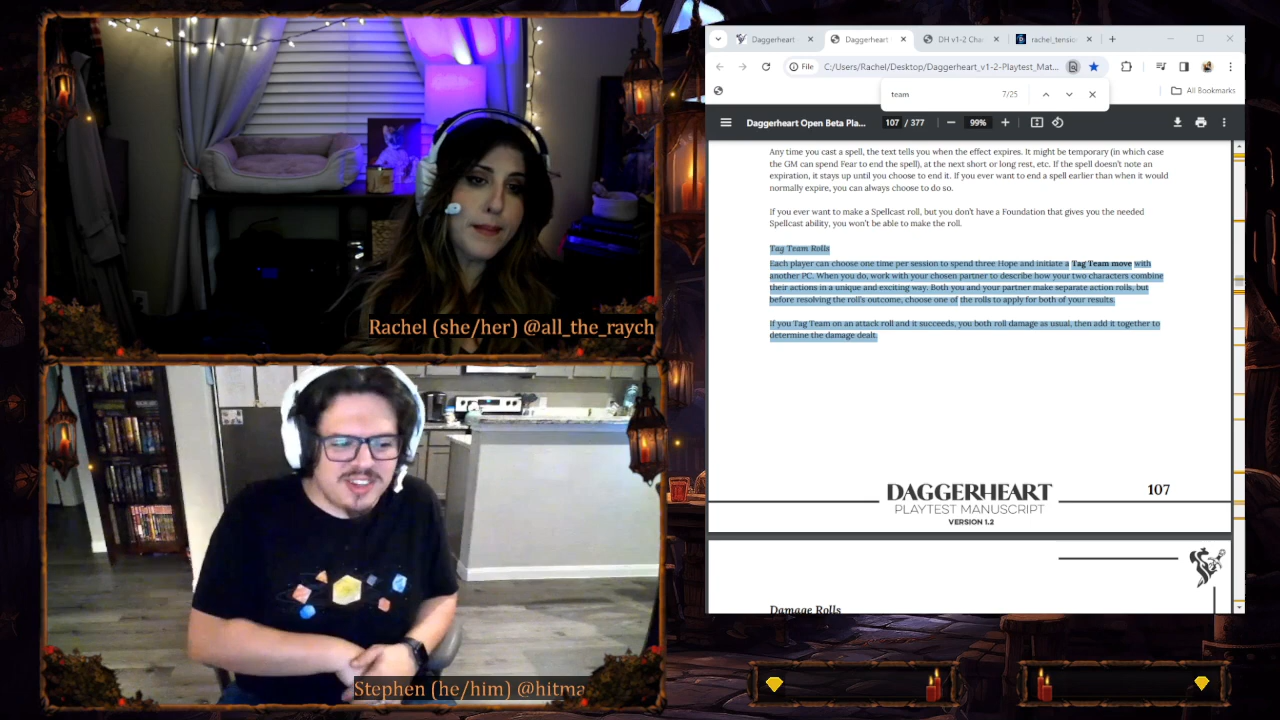 Rachel (she/her) @all_the_raych
Stephen (he/him) @hitma
Daggerheart
Daggerheart
DH v1-2 Cha
rachel_tensio
File
C:/Users/Rachel/Desktop/Daggerheart_v1-2-Playtest_Mat...
team
7/25
All Bookmarks
Daggerheart Open Beta Pla...
107 / 377
99%
Any time you cast a spell, the text tells you when the effect expires. It might be temporary (in which case
the GM can spend Fear to end the spell), at the next short or long rest, etc. If the spell doesn't note an
expiration, it stays up until you choose to end it. If you ever want to end a spell earlier than when it would
normally expire, you can always choose to do so.
If you ever want to make a Spellcast roll, but you don't have a Foundation that gives you the needed
Spellcast ability, you won't be able to make the roll.
Tag Team Rolls
Each player can choose one time per session to spend three Hope and initiate a Tag Team move with
another PC. When you do, work with your chosen partner to describe how your two characters combine
their actions in a unique and exciting way. Both you and your partner make separate action rolls, but
before resolving the roll's outcome, choose one of the rolls to apply for both of your results.
If you Tag Team on an attack roll and it succeeds, you both roll damage as usual, then add it together to
determine the damage dealt.
DAGGERHEART
PLAYTEST MANUSCRIPT
VERSION 1.2
107
Damage Rolls